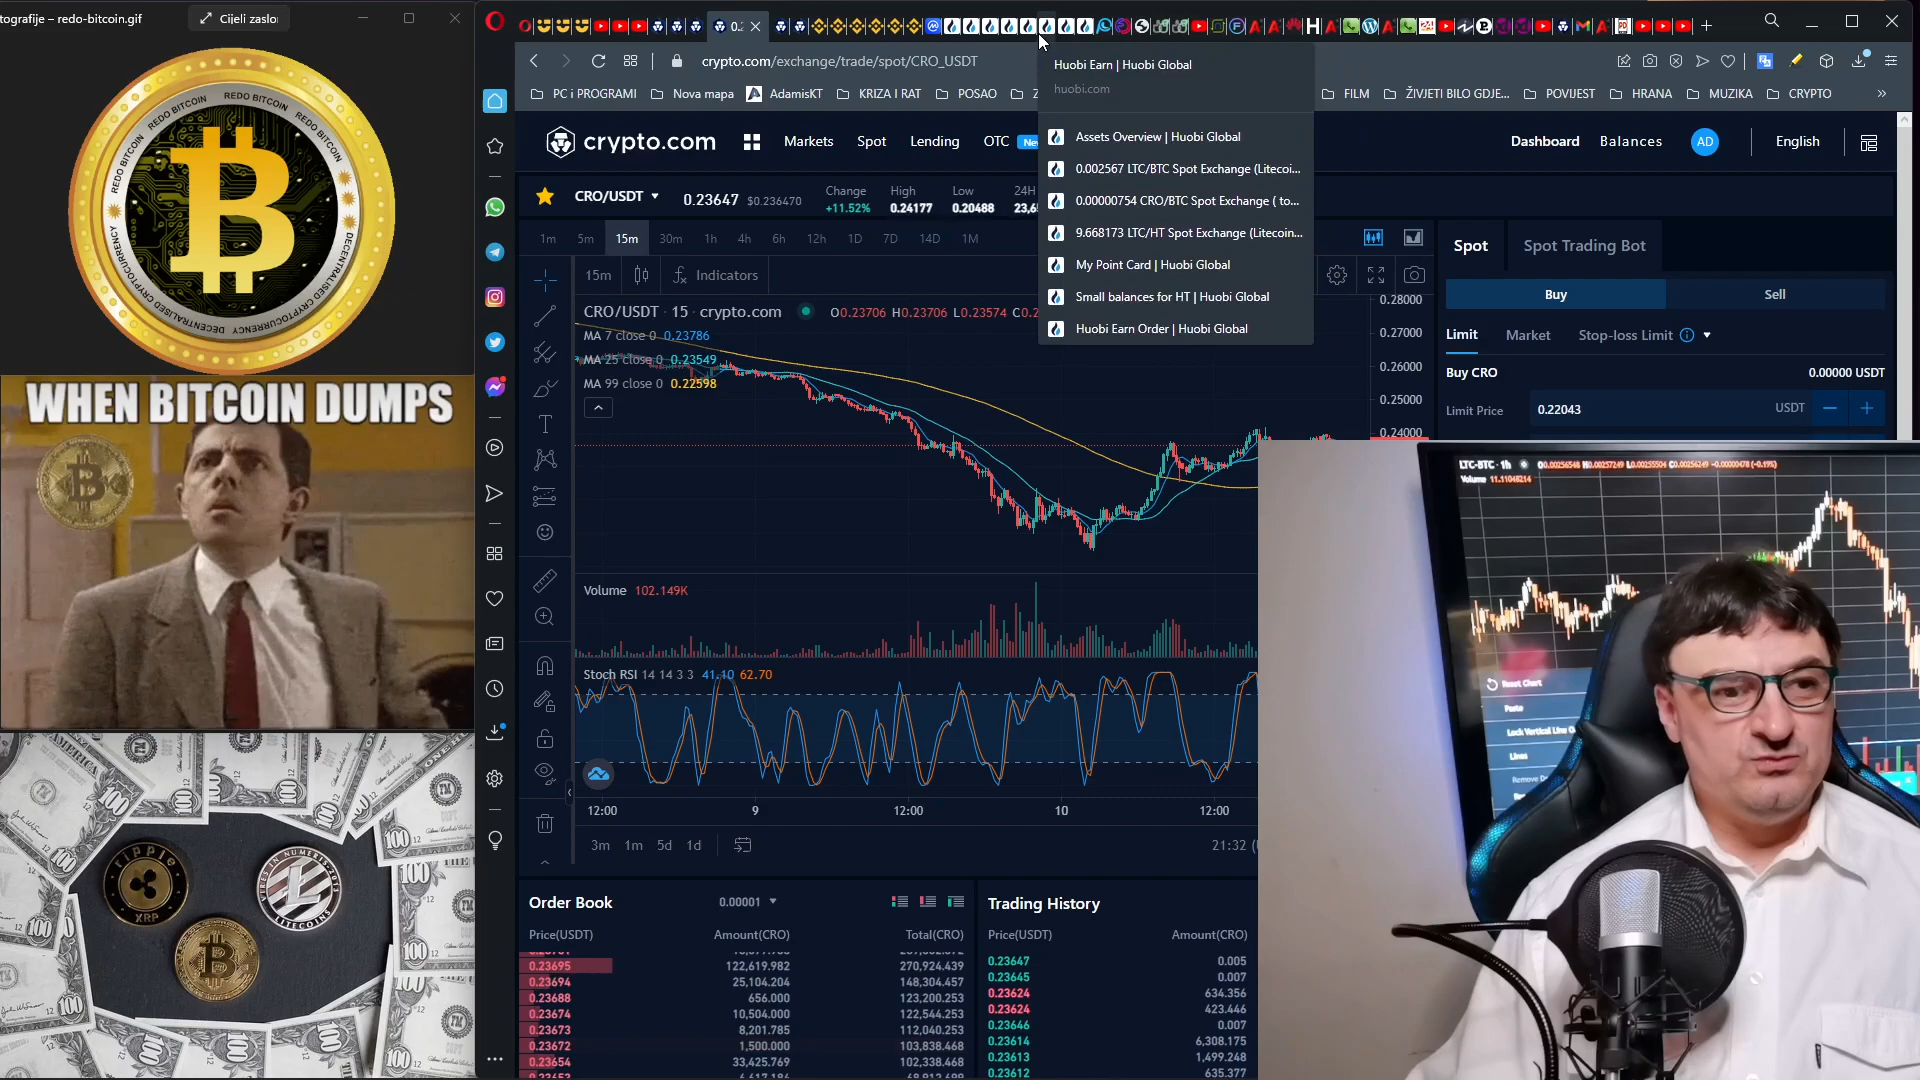 tografije – redo-bitcoin.gif
Cijeli zaslon
REDO BITCOIN
DECENTRALISED CRYPTOCURRENCY
WHEN BITCOIN DUMPS
ripple
XRP
LITECOINS
crypto.com/exchange/trade/spot/CRO_USDT
PC i PROGRAMI
Nova mapa
AdamisKT
KRIZA I RAT
POSAO
FILM
ŽIVJETI BILO GDJE...
POVIJEST
HRANA
MUZIKA
CRYPTO
»
Huobi Earn | Huobi Global
huobi.com
Assets Overview | Huobi Global
0.002567 LTC/BTC Spot Exchange (Litecoi...
0.00000754 CRO/BTC Spot Exchange ( to...
9.668173 LTC/HT Spot Exchange (Litecoin...
My Point Card | Huobi Global
Small balances for HT | Huobi Global
Huobi Earn Order | Huobi Global
crypto.com
Markets
Spot
Lending
OTC
Dashboard
Balances
AD
English
CRO/USDT
0.23647
$0.236470
Change
+11.52%
High
0.24177
Low
0.20488
24H
1m 5m 15m 30m 1h 4h 6h 12h 1D 7D 14D 1M
15m
Indicators
CRO/USDT · 15 · crypto.com
O0.23706 H0.23706 L0.23574
MA 7 close 0 0.23786
MA 25 close 0 0.23549
MA 99 close 0 0.22598
0.28000
0.27000
0.26000
0.25000
0.24000
Volume 102.149K
Stoch RSI 14 14 3 3 41.10 62.70
12:00 9 12:00 10 12:00
3m 1m 5d 1d
21:32
Spot
Spot Trading Bot
Buy
Sell
Limit
Market
Stop-loss Limit
Buy CRO
0.00000 USDT
Limit Price
0.22043
USDT
Order Book
0.00001
Price(USDT) Amount(CRO) Total(CRO)
0.23695 122,619.982 270,924.439
0.23694 25,104.204 148,304.457
0.23688 656.000 123,200.253
0.23674 10,504.000 122,544.253
0.23673 8,201.785 112,040.253
0.23672 1,500.000 103,838.468
0.23654 33,425.769 102,338.468
Trading History
Price(USDT) Amount(CRO)
0.23647 0.005
0.23645 0.007
0.23624 634.356
0.23624 423.446
0.23646 0.007
0.23614 6,308.175
0.23613 1,499.248
0.23612 635.377
LTC-BTC · 1h
Volume 11.11048214
Reset Chart
Paste
Lines